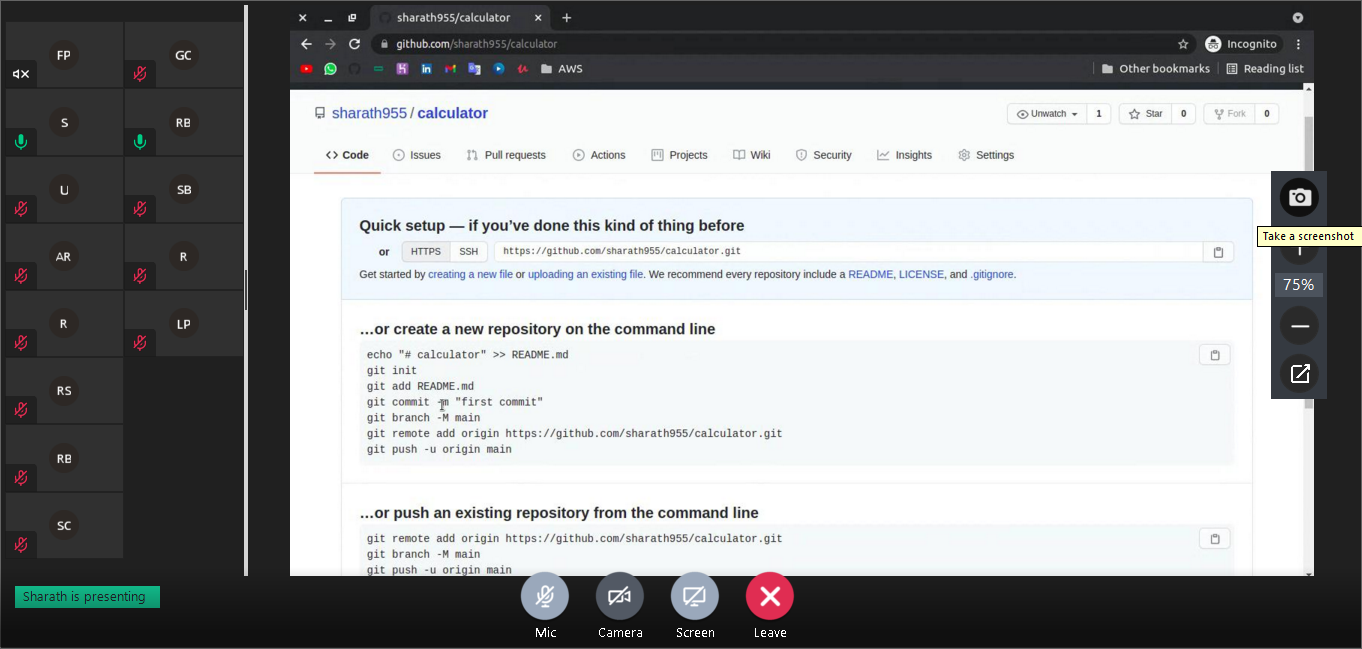 FP
GC
S
RB
U
SB
AR
R
R
LP
RS
RB
SC
Sharath is presenting
sharath955/calculator
github.com/sharath955/calculator
Incognito
AWS
Other bookmarks
Reading list
sharath955 / calculator
Unwatch 1
Star 0
Fork 0
<> Code
Issues
Pull requests
Actions
Projects
Wiki
Security
Insights
Settings
Quick setup — if you’ve done this kind of thing before
or HTTPS SSH https://github.com/sharath955/calculator.git
Get started by creating a new file or uploading an existing file. We recommend every repository include a README, LICENSE, and .gitignore.
…or create a new repository on the command line
echo "# calculator" >> README.md
git init
git add README.md
git commit -m "first commit"
git branch -M main
git remote add origin https://github.com/sharath955/calculator.git
git push -u origin main
…or push an existing repository from the command line
git remote add origin https://github.com/sharath955/calculator.git
git branch -M main
git push -u origin main
Take a screenshot
75%
Mic
Camera
Screen
Leave